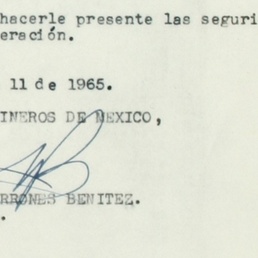 hacerle presente las seguri
eración.
11 de 1965.
INEROS DE MEXICO,
RRONES BENITEZ.
.